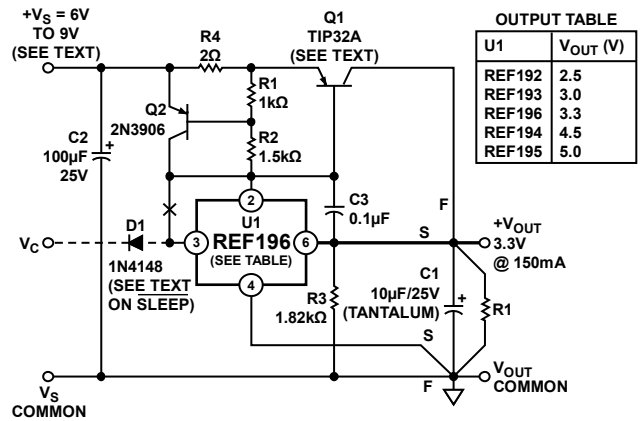 +VS = 6V
TO 9V
(SEE TEXT)
R4
2Ω
Q1
TIP32A
(SEE TEXT)
OUTPUT TABLE
U1
VOUT (V)
REF192
2.5
REF193
3.0
REF196
3.3
REF194
4.5
REF195
5.0
R1
1kΩ
Q2
2N3906
R2
1.5kΩ
C2
100µF
25V
+
C3
0.1µF
F
S
2
U1
REF196
(SEE TABLE)
3
6
4
VC
D1
1N4148
(SEE TEXT
ON SLEEP)
+VOUT
3.3V
@ 150mA
R3
1.82kΩ
C1
10µF/25V
(TANTALUM)
+
R1
S
F
VS
COMMON
VOUT
COMMON